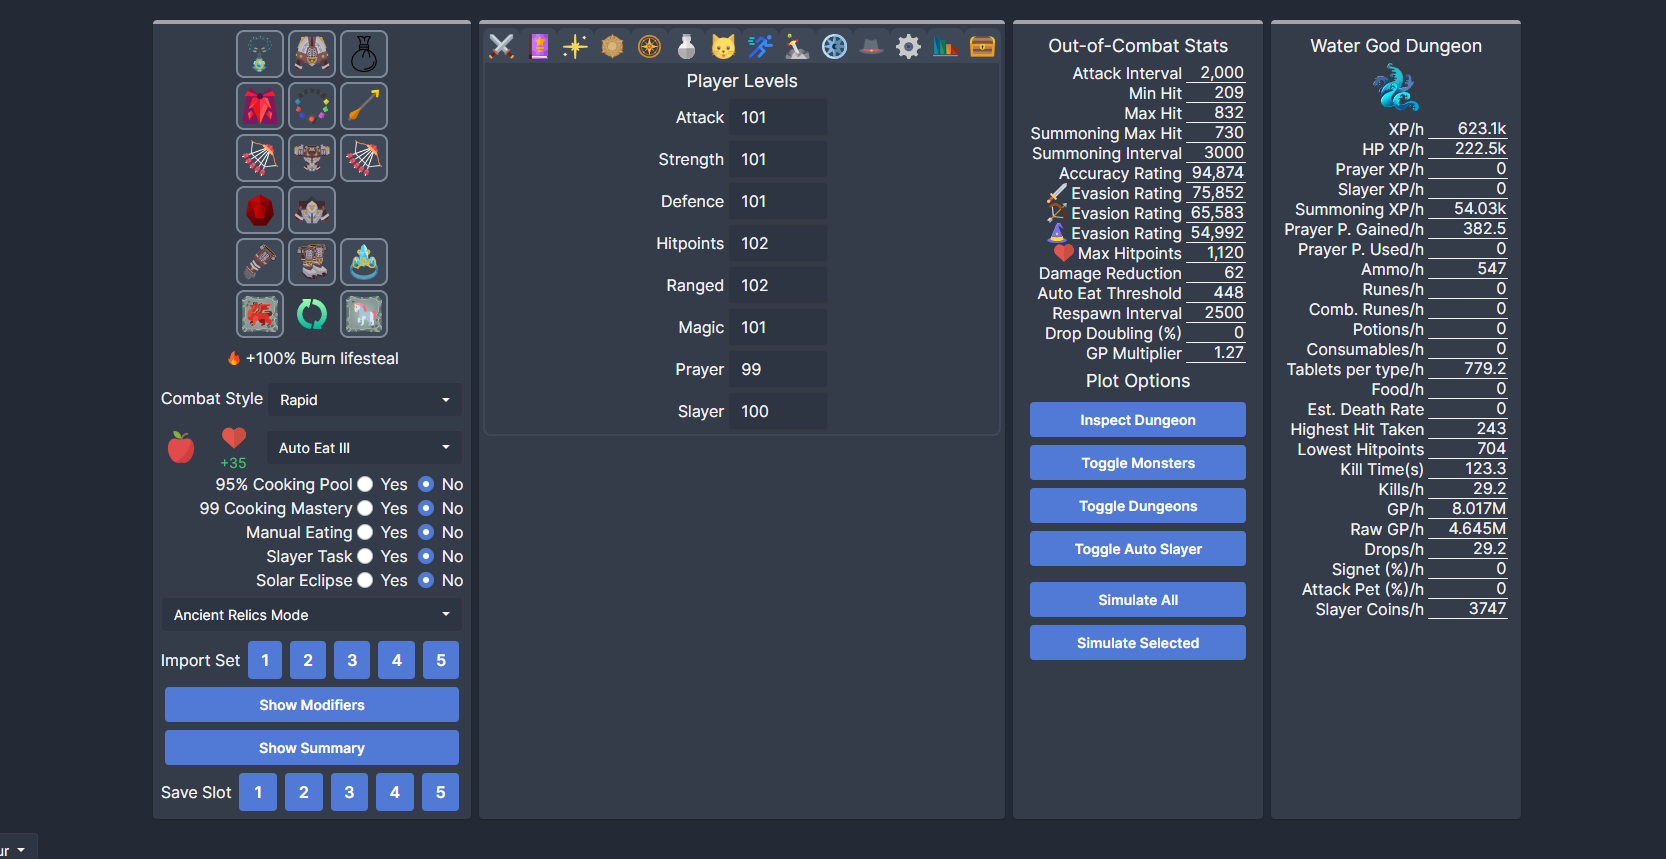 +100% Burn lifesteal
Combat Style Rapid
+35
Auto Eat III
95% Cooking Pool Yes No
99 Cooking Mastery Yes No
Manual Eating Yes No
Slayer Task Yes No
Solar Eclipse Yes No
Ancient Relics Mode
Import Set 1 2 3 4 5
Show Modifiers
Show Summary
Save Slot 1 2 3 4 5
ur
Player Levels
Attack 101
Strength 101
Defence 101
Hitpoints 102
Ranged 102
Magic 101
Prayer 99
Slayer 100
Out-of-Combat Stats
Attack Interval 2,000
Min Hit 209
Max Hit 832
Summoning Max Hit 730
Summoning Interval 3000
Accuracy Rating 94,874
Evasion Rating 75,852
Evasion Rating 65,583
Evasion Rating 54,992
Max Hitpoints 1,120
Damage Reduction 62
Auto Eat Threshold 448
Respawn Interval 2500
Drop Doubling (%) 0
GP Multiplier 1.27
Plot Options
Inspect Dungeon
Toggle Monsters
Toggle Dungeons
Toggle Auto Slayer
Simulate All
Simulate Selected
Water God Dungeon
XP/h 623.1k
HP XP/h 222.5k
Prayer XP/h 0
Slayer XP/h 0
Summoning XP/h 54.03k
Prayer P. Gained/h 382.5
Prayer P. Used/h 0
Ammo/h 547
Runes/h 0
Comb. Runes/h 0
Potions/h 0
Consumables/h 0
Tablets per type/h 779.2
Food/h 0
Est. Death Rate 0
Highest Hit Taken 243
Lowest Hitpoints 704
Kill Time(s) 123.3
Kills/h 29.2
GP/h 8.017M
Raw GP/h 4.645M
Drops/h 29.2
Signet (%)/h 0
Attack Pet (%)/h 0
Slayer Coins/h 3747